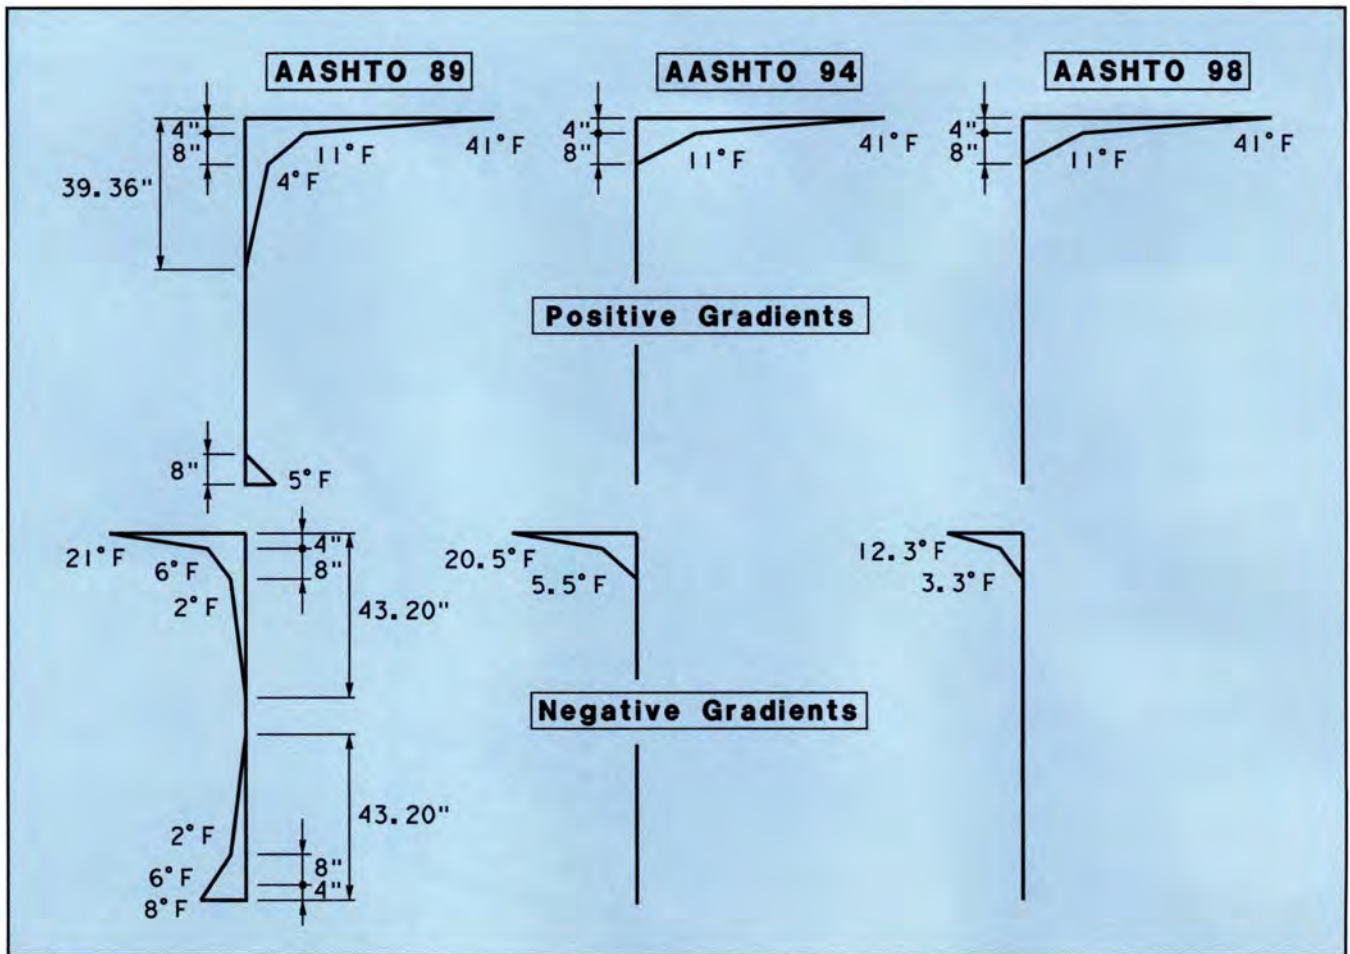 AASHTO 89
AASHTO 94
AASHTO 98
4"
8"
39.36"
11°F
41°F
4°F
8"
5°F
4"
8"
11°F
41°F
4"
8"
11°F
41°F
Positive Gradients
21°F
6°F
2°F
4"
8"
43.20"
43.20"
2°F
6°F
8°F
8"
4"
20.5°F
5.5°F
12.3°F
3.3°F
Negative Gradients